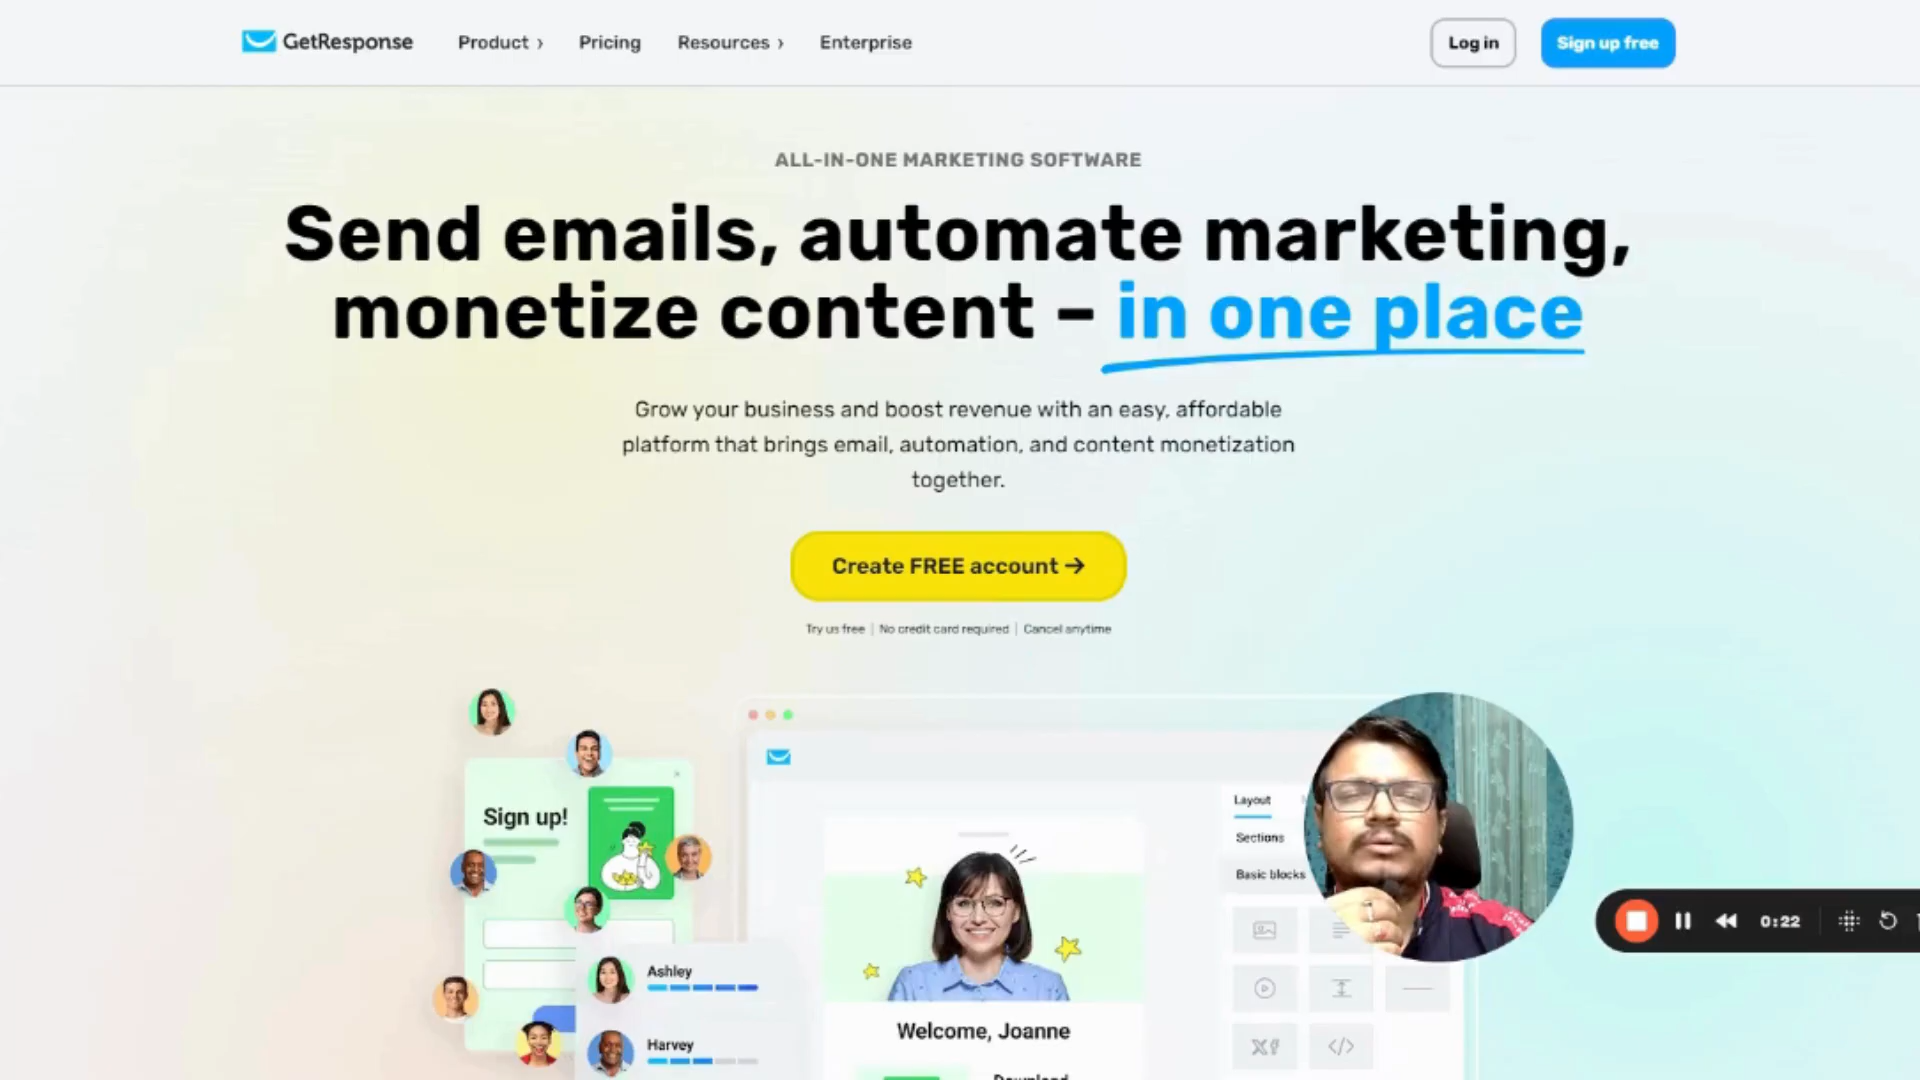 GetResponse
Product ›
Pricing
Resources ›
Enterprise
Log in
Sign up free
ALL-IN-ONE MARKETING SOFTWARE
Send emails, automate marketing,
monetize content – in one place
Grow your business and boost revenue with an easy, affordable
platform that brings email, automation, and content monetization
together.
Create FREE account →
Try us free | No credit card required | Cancel anytime
Sign up!
Ashley
Harvey
Welcome, Joanne
Layout
Sections
Basic blocks
0:22